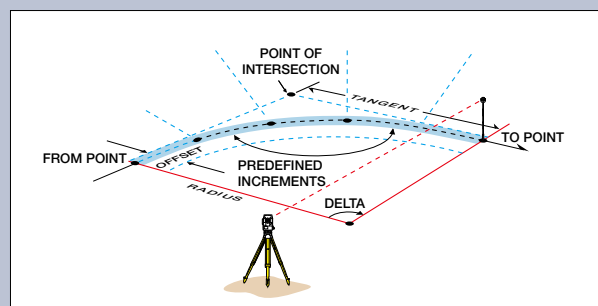 POINT OF
INTERSECTION
TANGENT
TO POINT
FROM POINT
OFFSET
PREDEFINED
INCREMENTS
RADIUS
DELTA